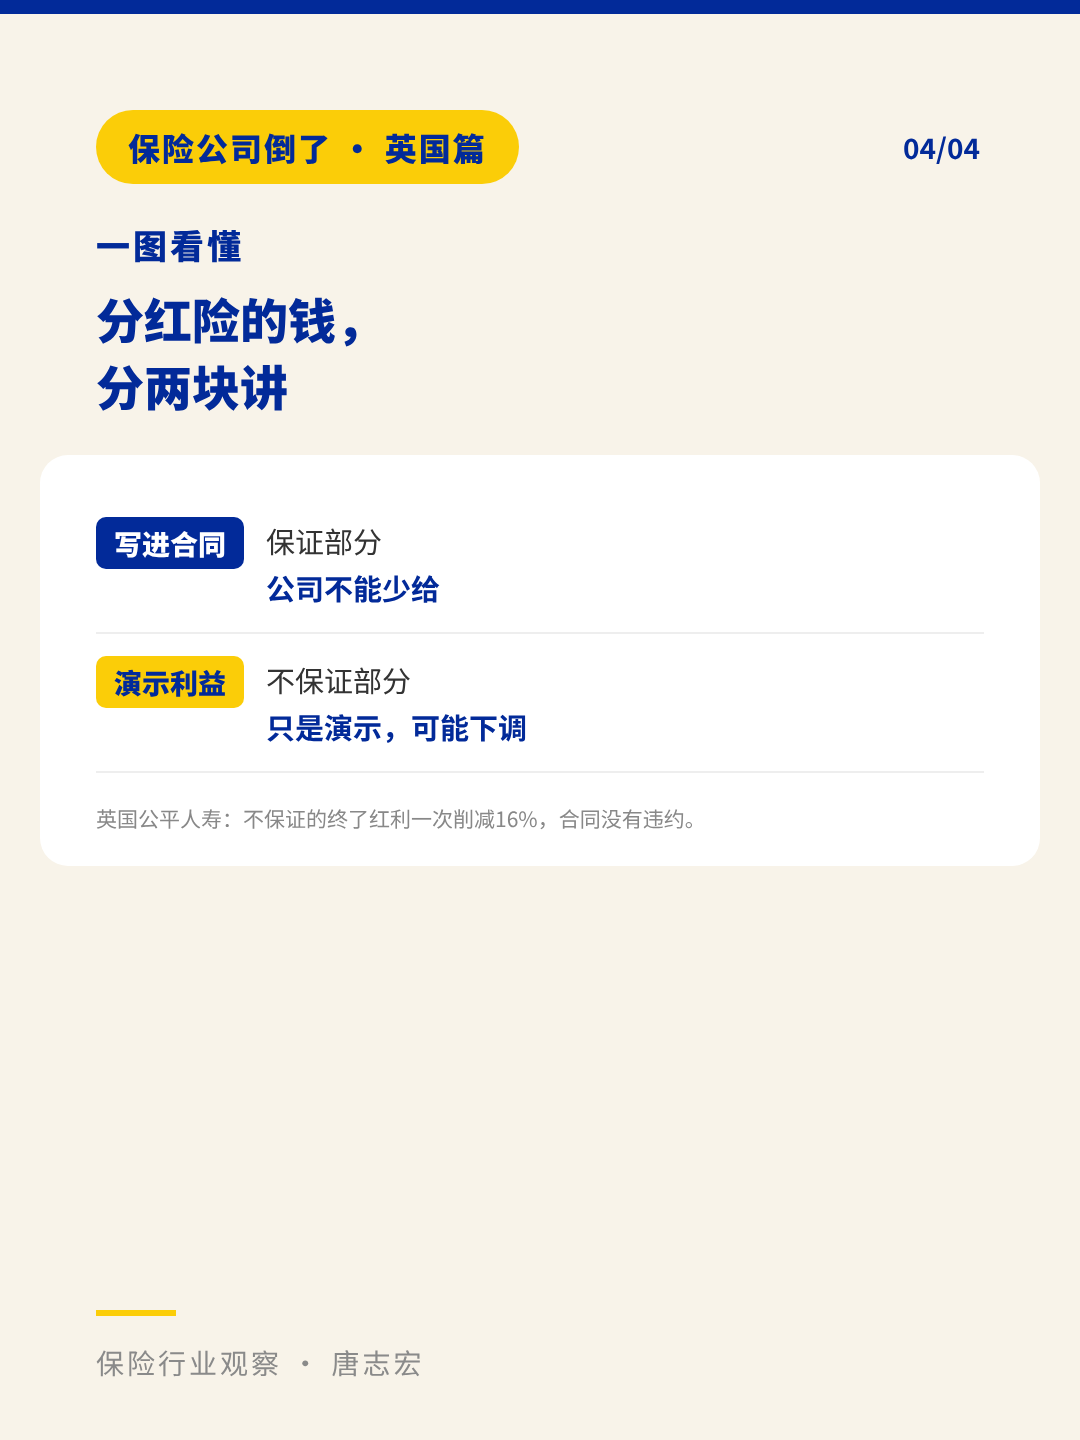 保险公司倒了 · 英国篇
04/04
一图看懂
分红险的钱，
分两块讲
写进合同
保证部分
公司不能少给
演示利益
不保证部分
只是演示，可能下调
英国公平人寿：不保证的终了红利一次削减16%，合同没有违约。
保险行业观察 · 唐志宏